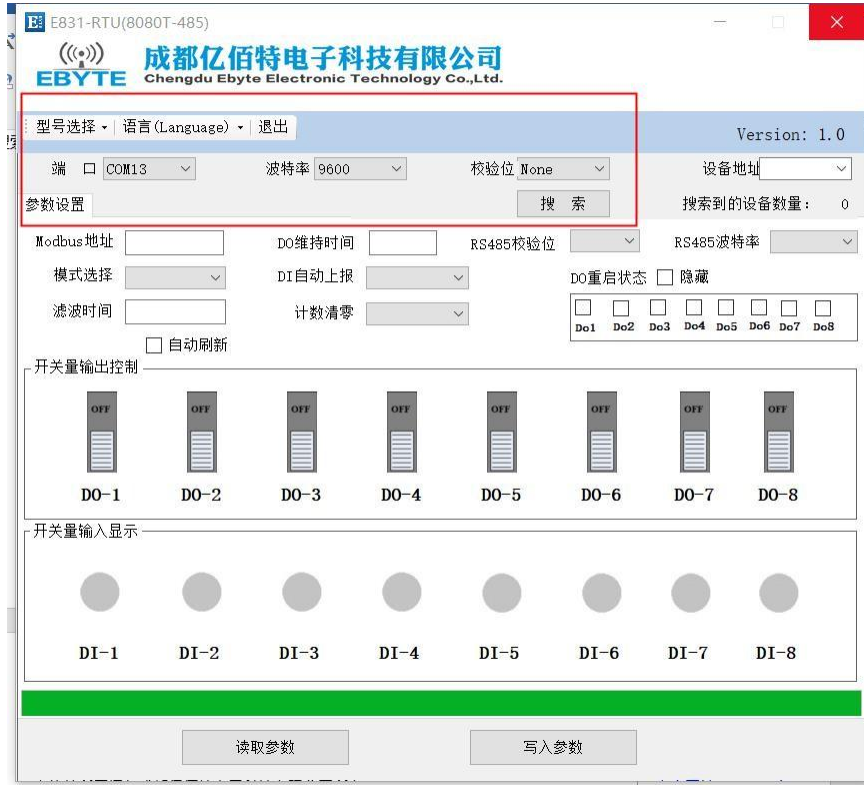 E831-RTU(8080T-485)
EBYTE 成都亿佰特电子科技有限公司
Chengdu Ebyte Electronic Technology Co.,Ltd.
型号选择 语言(Language) 退出
Version: 1.0
端 口 COM13 波特率 9600 校验位 None 设备地址
参数设置 搜 索 搜索到的设备数量: 0
Modbus地址 DO维持时间 RS485校验位 RS485波特率
模式选择 DI自动上报 DO重启状态 隐藏
滤波时间 计数清零
Do1 Do2 Do3 Do4 Do5 Do6 Do7 Do8
自动刷新
开关量输出控制
OFF OFF OFF OFF OFF OFF OFF OFF
DO-1 DO-2 DO-3 DO-4 DO-5 DO-6 DO-7 DO-8
开关量输入显示
DI-1 DI-2 DI-3 DI-4 DI-5 DI-6 DI-7 DI-8
读取参数 写入参数